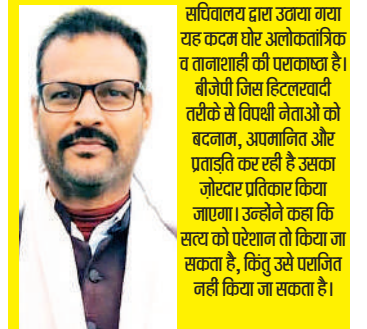 सचिवालय द्वारा उठाया गया
यह कदम घोर अलोकतांत्रिक
व तानाशाही की पराकाष्ठा है।
बीजेपी जिस हिटलरवादी
तरीके से विपक्षी नेताओं को
बदनाम, अपमानित और
प्रताड़ति कर रही है उसका
ज़ोरदार प्रतिकार किया
जाएगा। उन्होंने कहा कि
सत्य को परेशान तो किया जा
सकता है, किंतु उसे पराजित
नही किया जा सकता है।